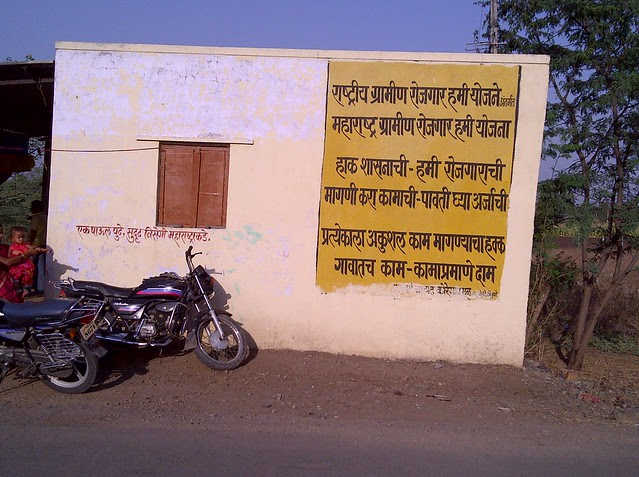 राष्ट्रीय ग्रामीण रोजगार हमी योजने अंतर्गत
महाराष्ट्र ग्रामीण रोजगार हमी योजना
हाक शासनाची - हमी रोजगाराची
मागणी करा कामाची - पावती घ्या अर्जाची
प्रत्येकाला अकुशल काम मागण्याचा हक्क
गावातच काम - कामाप्रमाणे दाम
एक पाऊल पुढे, सुदृढ निरोगी महाराष्ट्राकडे.